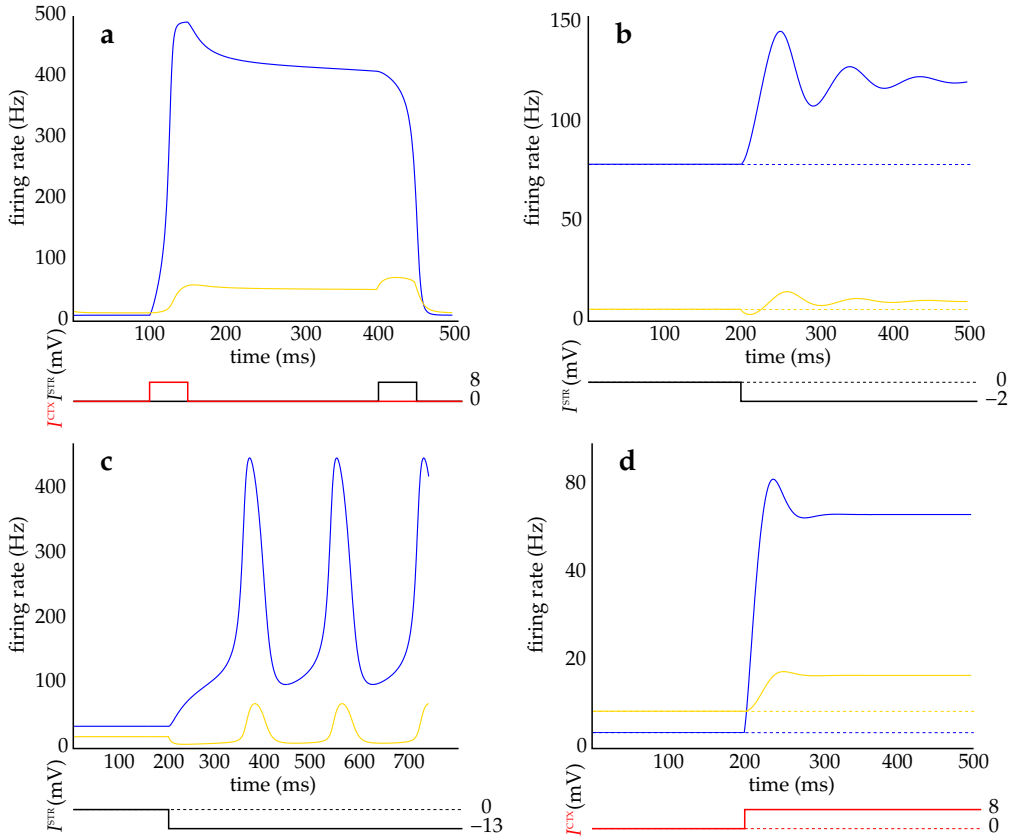 a
firing rate (Hz)
500
400
300
200
100
0
100 200 300 400 500
time (ms)
I^CTX I^STR (mV)
8
0
b
firing rate (Hz)
150
100
50
0
100 200 300 400 500
time (ms)
I^STR (mV)
0
−2
c
firing rate (Hz)
400
300
200
100
0
100 200 300 400 500 600 700
time (ms)
I^STR (mV)
0
−13
d
firing rate (Hz)
80
40
20
0
100 200 300 400 500
time (ms)
I^CTX (mV)
8
0